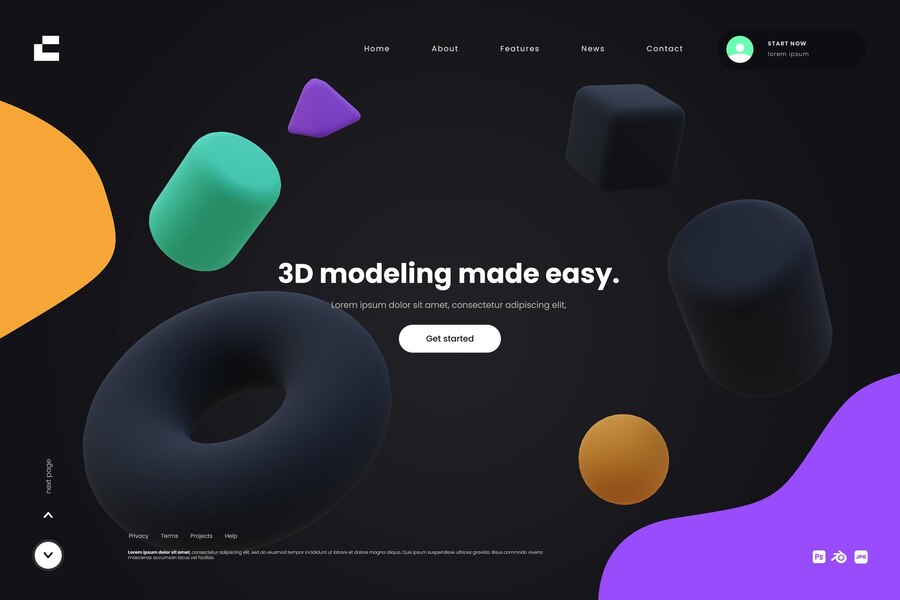 Home About Features News Contact
START NOW
lorem ipsum
3D modeling made easy.
Lorem ipsum dolor sit amet, consectetur adipiscing elit,
Get started
next page
Privacy Terms Projects Help
Lorem ipsum dolor sit amet, consectetur adipiscing elit, sed do eiusmod tempor incididunt ut labore et dolore magna aliqua. Quis ipsum suspendisse ultrices gravida. Risus commodo viverra
maecenas accumsan lacus vel facilisis.
Ps JPG